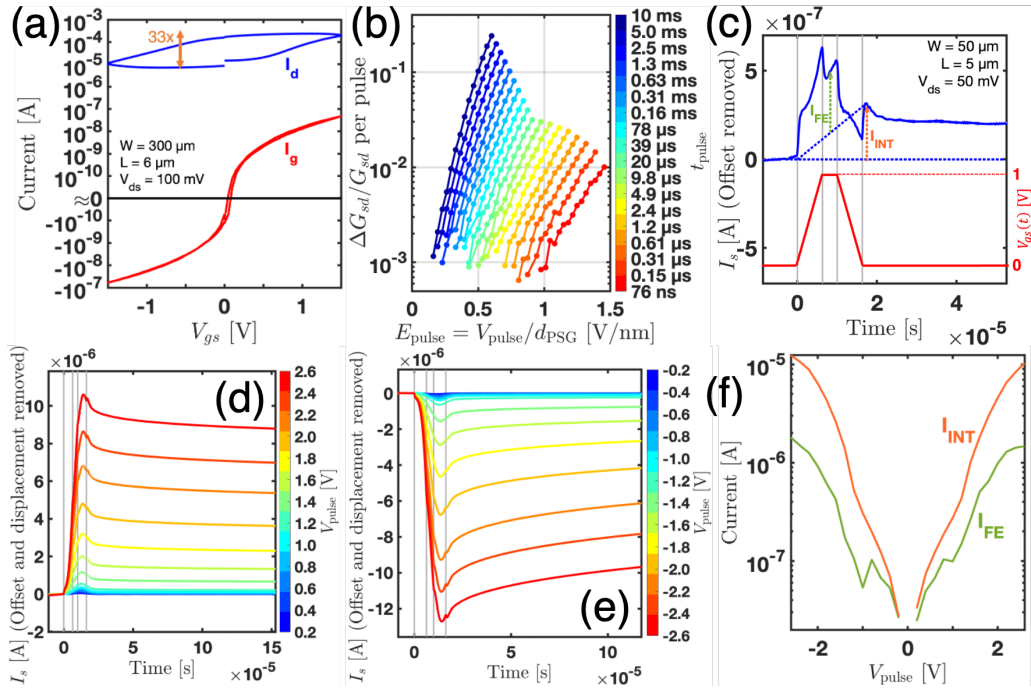 (a)
10^-3
10^-4
10^-5
10^-6
10^-7
10^-8
10^-9
10^-10
≈0
-10^-10
-10^-9
-10^-8
-10^-7
Current [A]
33x
I_d
I_g
W = 300 µm
L = 6 µm
V_ds = 100 mV
-1 0 1
V_gs [V]
(b)
10^-1
10^-2
10^-3
ΔG_sd/G_sd per pulse
0 0.5 1 1.5
E_pulse = V_pulse/d_PSG [V/nm]
10 ms
5.0 ms
2.5 ms
1.3 ms
0.63 ms
0.31 ms
0.16 ms
78 µs
39 µs
20 µs
9.8 µs
4.9 µs
2.4 µs
1.2 µs
0.61 µs
0.31 µs
0.15 µs
76 ns
t_pulse
(c)
×10^-7
5
0
-5
I_s [A] (Offset removed)
W = 50 µm
L = 5 µm
V_ds = 50 mV
I_FE
I_INT
1
0
V_gs(t) [V]
0 2 4
Time [s]
×10^-5
(d)
×10^-6
10
8
6
4
2
0
-2
I_s [A] (Offset and displacement removed)
0 5
Time [s]
×10^-5
2.6
2.4
2.2
2.0
1.8
1.6
1.4
1.2
1.0
0.8
0.6
0.4
0.2
V_pulse [V]
(e)
×10^-6
0
-2
-4
-6
-8
-10
-12
I_s [A] (Offset and displacement removed)
0 5
Time [s]
×10^-5
-0.2
-0.4
-0.6
-0.8
-1.0
-1.2
-1.4
-1.6
-1.8
-2.0
-2.2
-2.4
-2.6
V_pulse [V]
(f)
10^-5
10^-6
10^-7
Current [A]
I_INT
I_FE
-2 0 2
V_pulse [V]